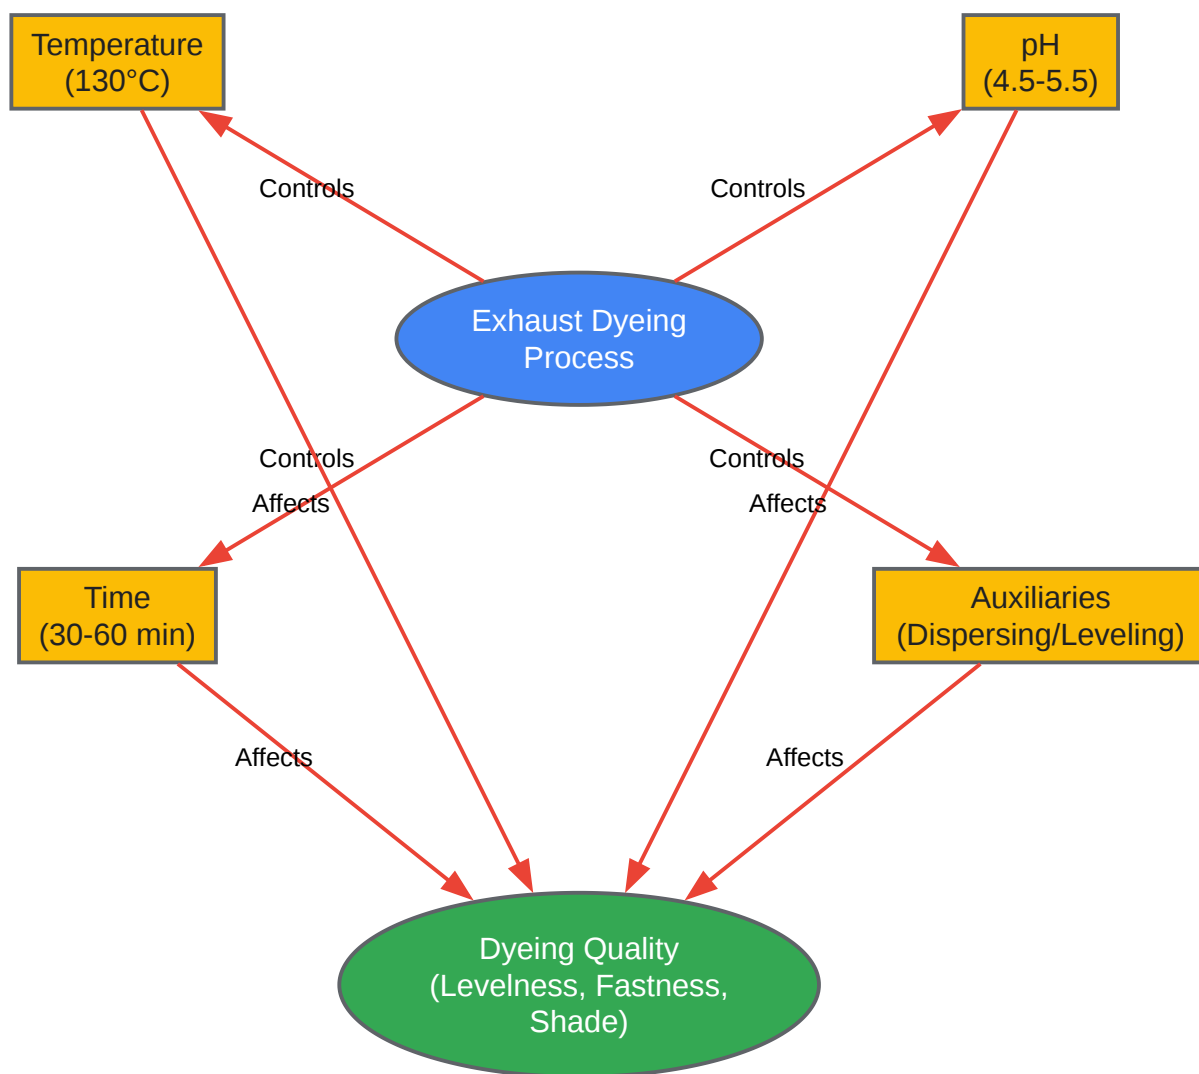 Temperature
(130°C)
pH
(4.5-5.5)
Controls
Controls
Exhaust Dyeing
Process
Controls
Controls
Affects
Affects
Time
(30-60 min)
Auxiliaries
(Dispersing/Leveling)
Affects
Affects
Dyeing Quality
(Levelness, Fastness,
Shade)